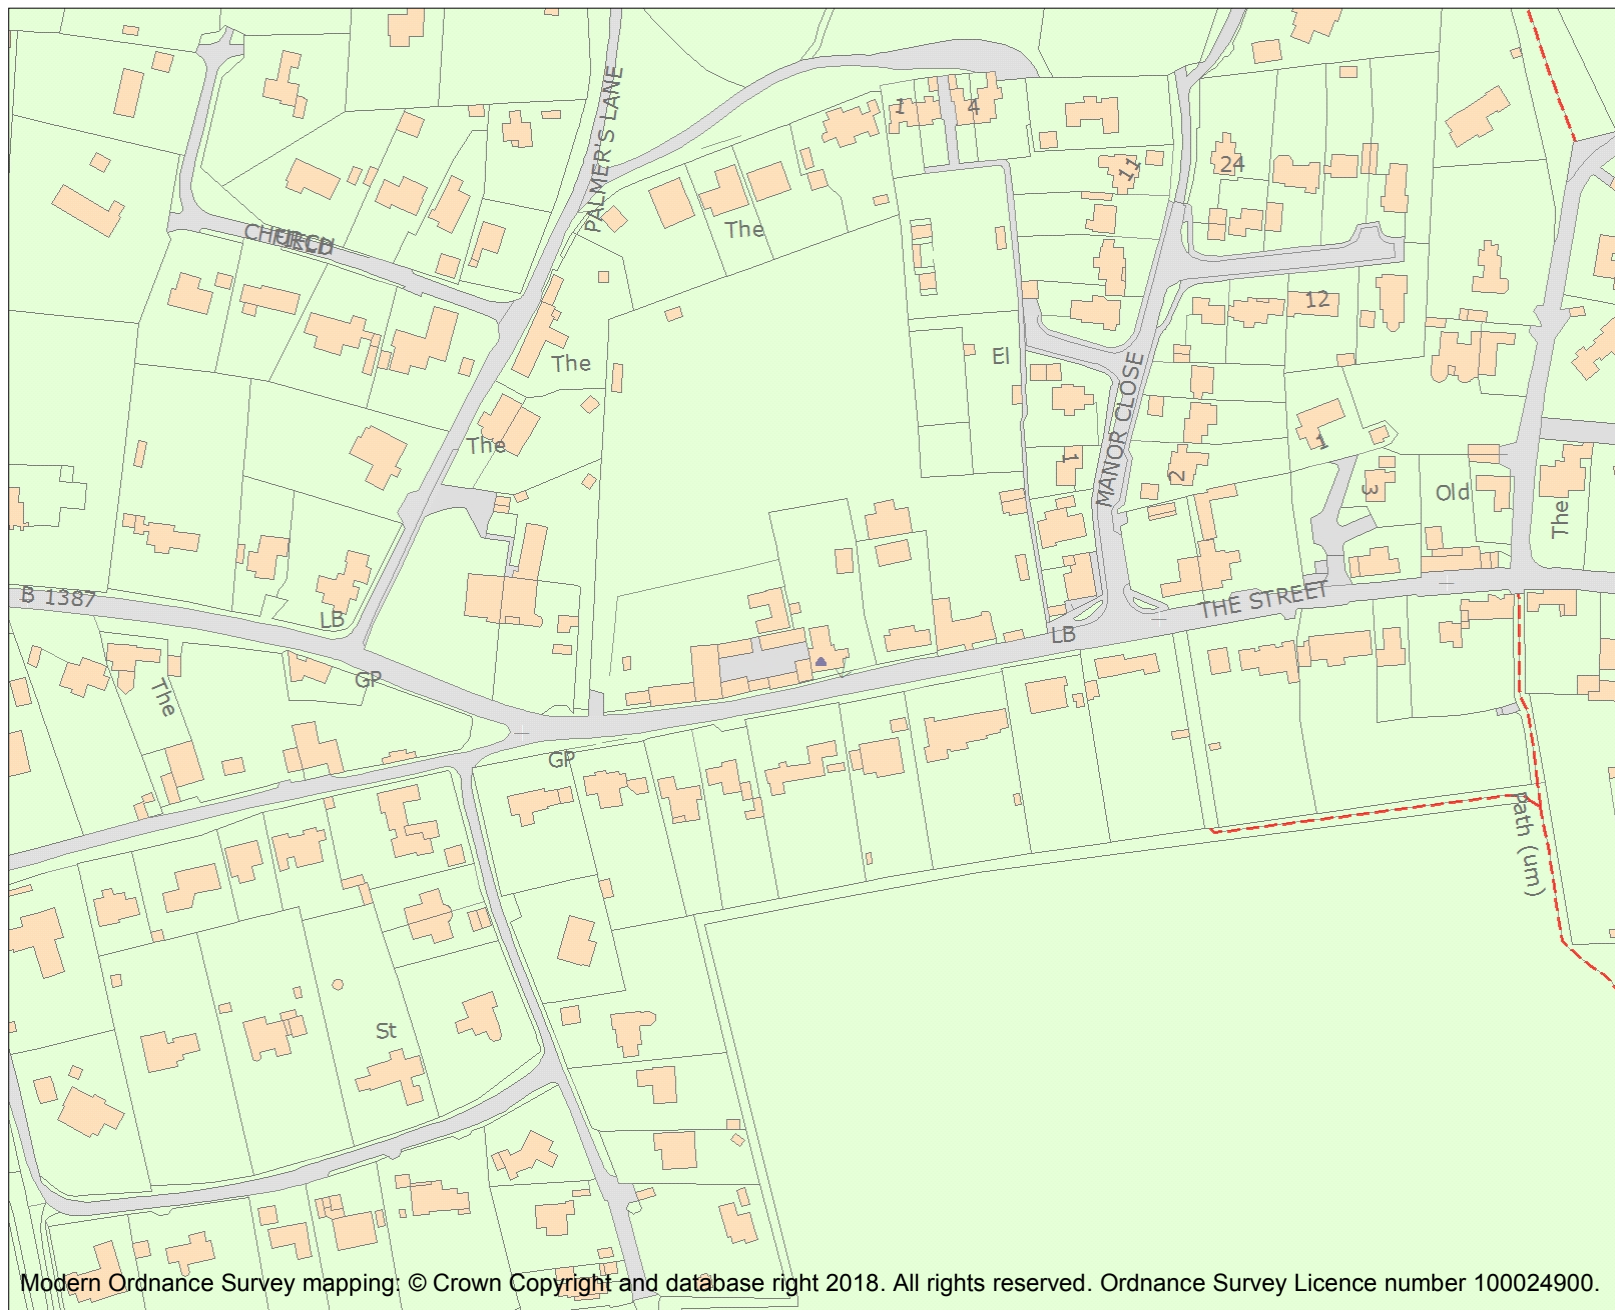 PALMER'S LANE
1
4
11
24
CHURCH
FIELD
The
12
The
El
MANOR CLOSE
The
1
1
2
3
Old
The
B 1387
LB
THE STREET
LB
GP
The
GP
Path (um)
St
Modern Ordnance Survey mapping: © Crown Copyright and database right 2018. All rights reserved. Ordnance Survey Licence number 100024900.